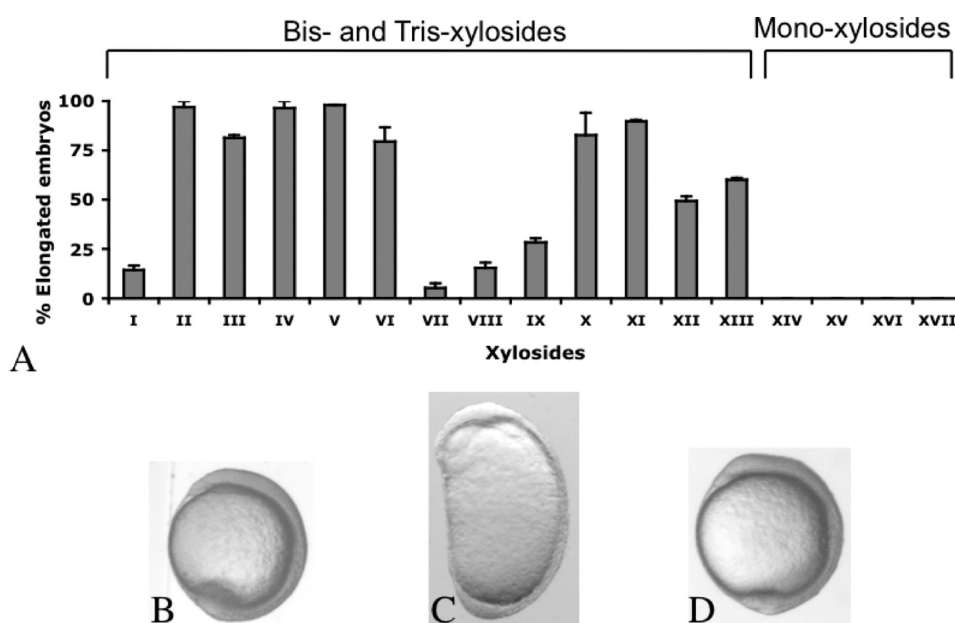 Bis- and Tris-xylosides Mono-xylosides
% Elongated embryos
100
75
50
25
0
I II III IV V VI VII VIII IX X XI XII XIII XIV XV XVI XVII
Xylosides
A
B C D